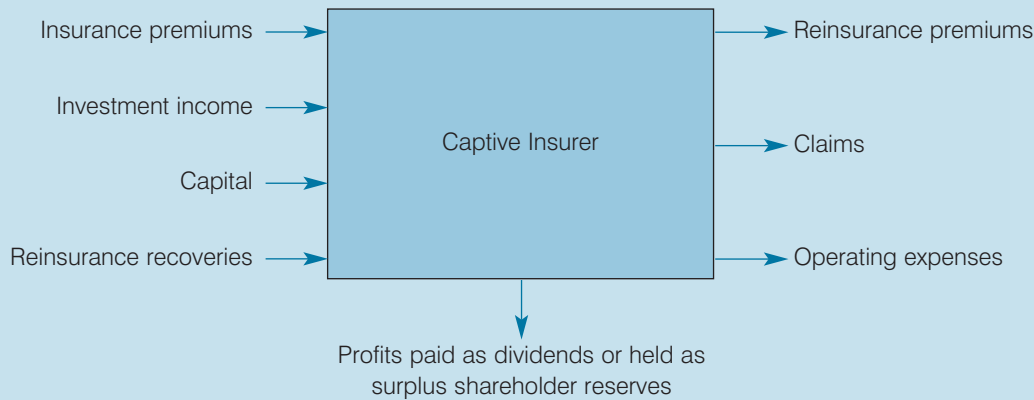 Insurance premiums
Reinsurance premiums
Investment income
Captive Insurer
Claims
Capital
Reinsurance recoveries
Operating expenses
Profits paid as dividends or held as
surplus shareholder reserves